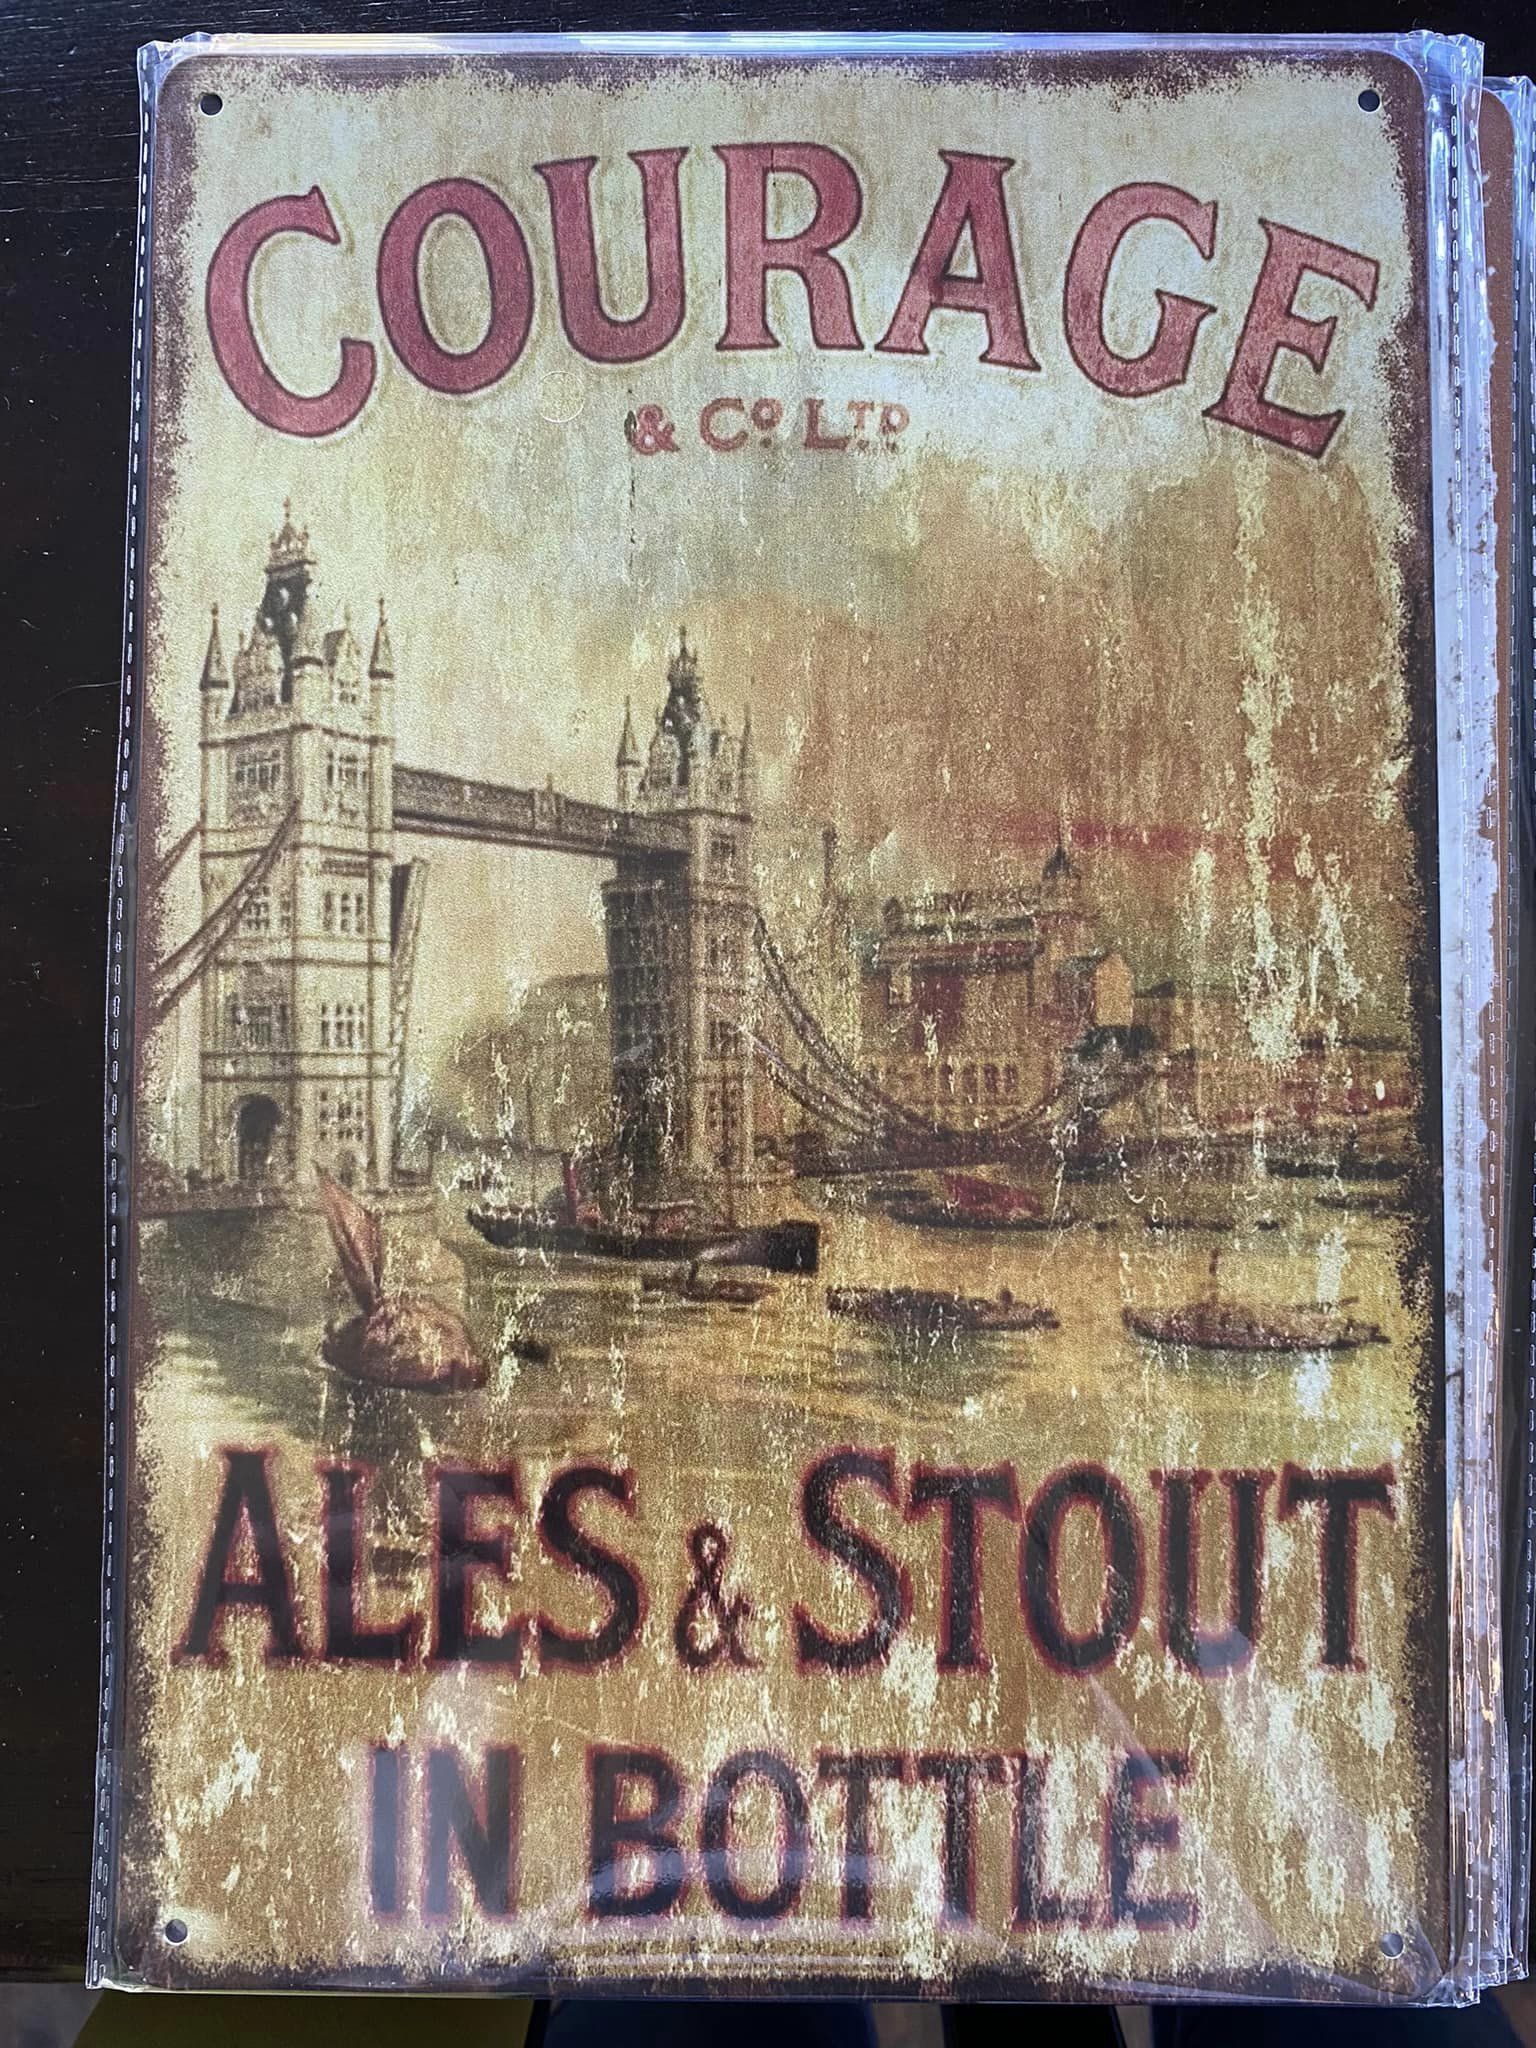 COURAGE
& Co. LTD
ALES & STOUT
IN BOTTLE